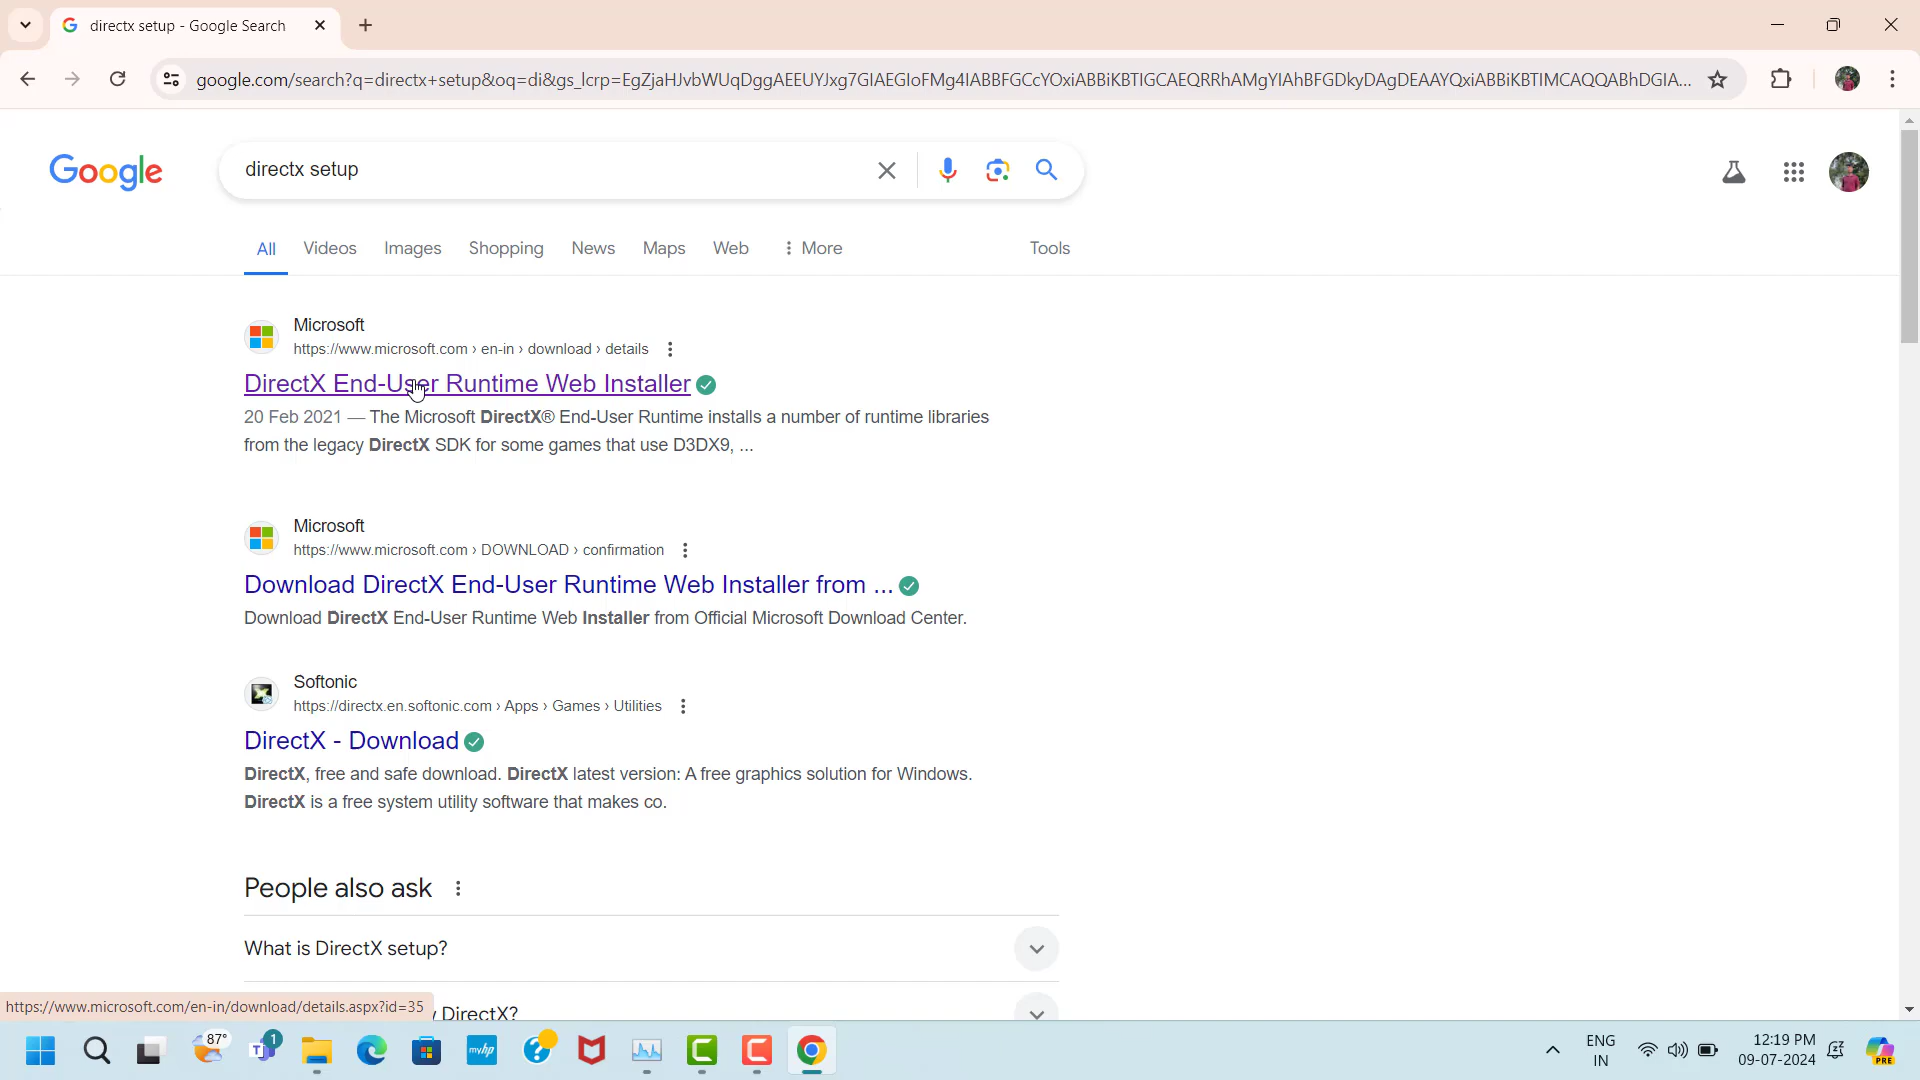 directx setup - Google Search
google.com/search?q=directx+setup&oq=di&gs_lcrp=EgZjaHJvbWUqDggAEEUYJxg7GIAEGIoFMg4IABBFGCcYOxiABBiKBTIGCAEQRRhAMgYIAhBFGDkyDAgDEAAYQxiABBiKBTIMCAQQABhDGIA...
Google
directx setup
All Videos Images Shopping News Maps Web More Tools
Microsoft
https://www.microsoft.com › en-in › download › details
DirectX End-User Runtime Web Installer
20 Feb 2021 — The Microsoft DirectX® End-User Runtime installs a number of runtime libraries
from the legacy DirectX SDK for some games that use D3DX9, ...
Microsoft
https://www.microsoft.com › DOWNLOAD › confirmation
Download DirectX End-User Runtime Web Installer from ...
Download DirectX End-User Runtime Web Installer from Official Microsoft Download Center.
Softonic
https://directx.en.softonic.com › Apps › Games › Utilities
DirectX - Download
DirectX, free and safe download. DirectX latest version: A free graphics solution for Windows.
DirectX is a free system utility software that makes co.
People also ask
What is DirectX setup?
DirectX?
https://www.microsoft.com/en-in/download/details.aspx?id=35
87°
1
myhp
ENG
IN
12:19 PM
09-07-2024
PRE